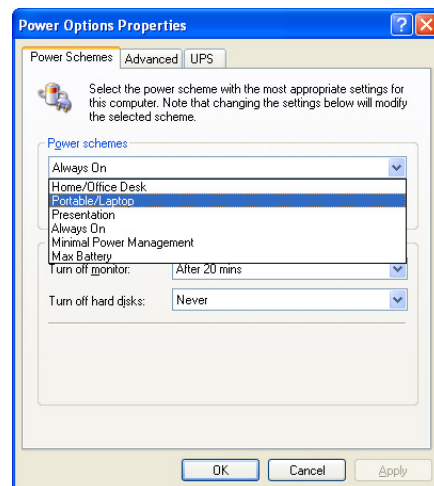 Power Options Properties
Power Schemes Advanced UPS
Select the power scheme with the most appropriate settings for
this computer. Note that changing the settings below will modify
the selected scheme.
Power schemes
Always On
Home/Office Desk
Portable/Laptop
Presentation
Always On
Minimal Power Management
Max Battery
Turn off monitor: After 20 mins
Turn off hard disks: Never
OK Cancel Apply